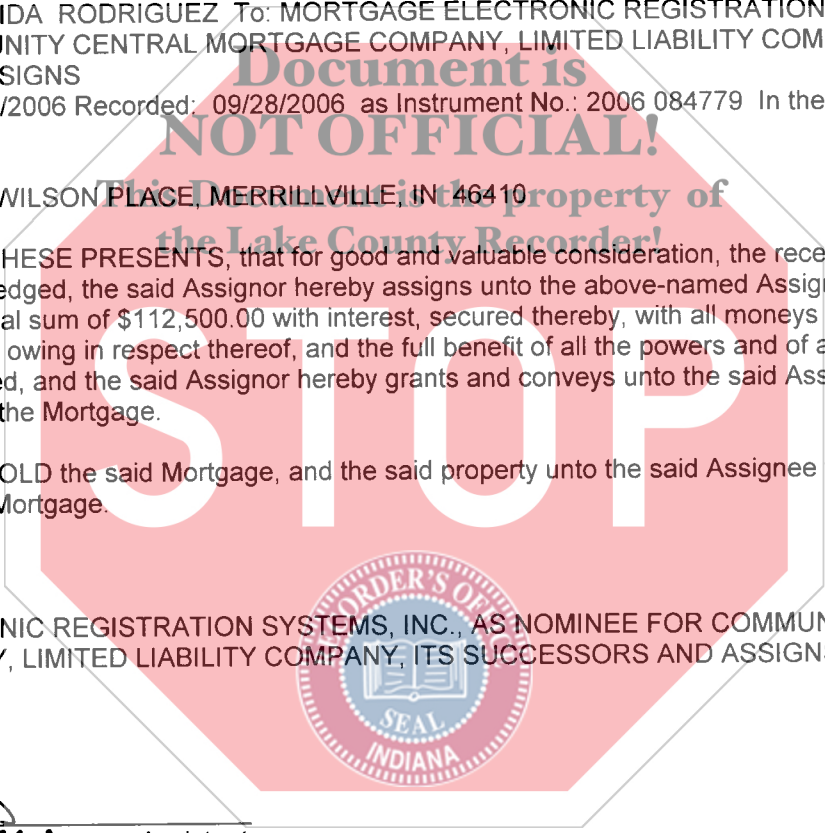 IDA RODRIGUEZ To: MORTGAGE ELECTRONIC REGISTRATION
UNITY CENTRAL MORTGAGE COMPANY, LIMITED LIABILITY COM
SIGNS
Document is
/2006 Recorded: 09/28/2006 as Instrument No.: 2006 084779 In the
NOT OFFICIAL!
WILSON PLACE, MERRILLVILLE, IN 46410
This Document is the property of
the Lake County Recorder!
HESE PRESENTS, that for good and valuable consideration, the rece
edged, the said Assignor hereby assigns unto the above-named Assig
al sum of $112,500.00 with interest, secured thereby, with all moneys
owing in respect thereof, and the full benefit of all the powers and of a
ed, and the said Assignor hereby grants and conveys unto the said Ass
the Mortgage.
STOP
OLD the said Mortgage, and the said property unto the said Assignee
Mortgage.
RECORDER'S OF
NIC REGISTRATION SYSTEMS, INC., AS NOMINEE FOR COMMUN
Y, LIMITED LIABILITY COMPANY, ITS SUCCESSORS AND ASSIGN
SEAL
INDIANA